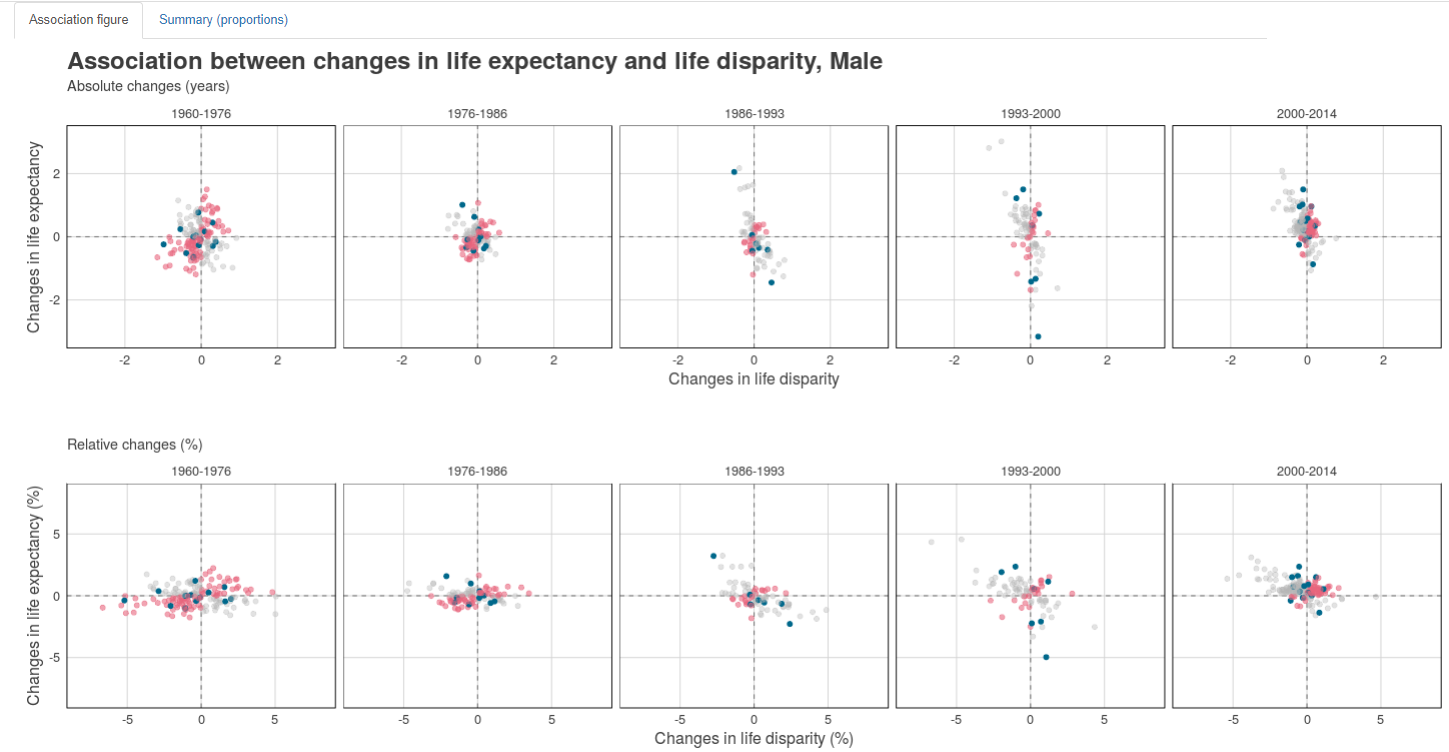 Association figure
Summary (proportions)
Association between changes in life expectancy and life disparity, Male
Absolute changes (years)
1960-1976 1976-1986 1986-1993 1993-2000 2000-2014
Changes in life expectancy
2
0
-2
-2 0 2 -2 0 2 -2 0 2 -2 0 2 -2 0 2
Changes in life disparity
Relative changes (%)
1960-1976 1976-1986 1986-1993 1993-2000 2000-2014
Changes in life expectancy (%)
5
0
-5
-5 0 5 -5 0 5 -5 0 5 -5 0 5 -5 0 5
Changes in life disparity (%)